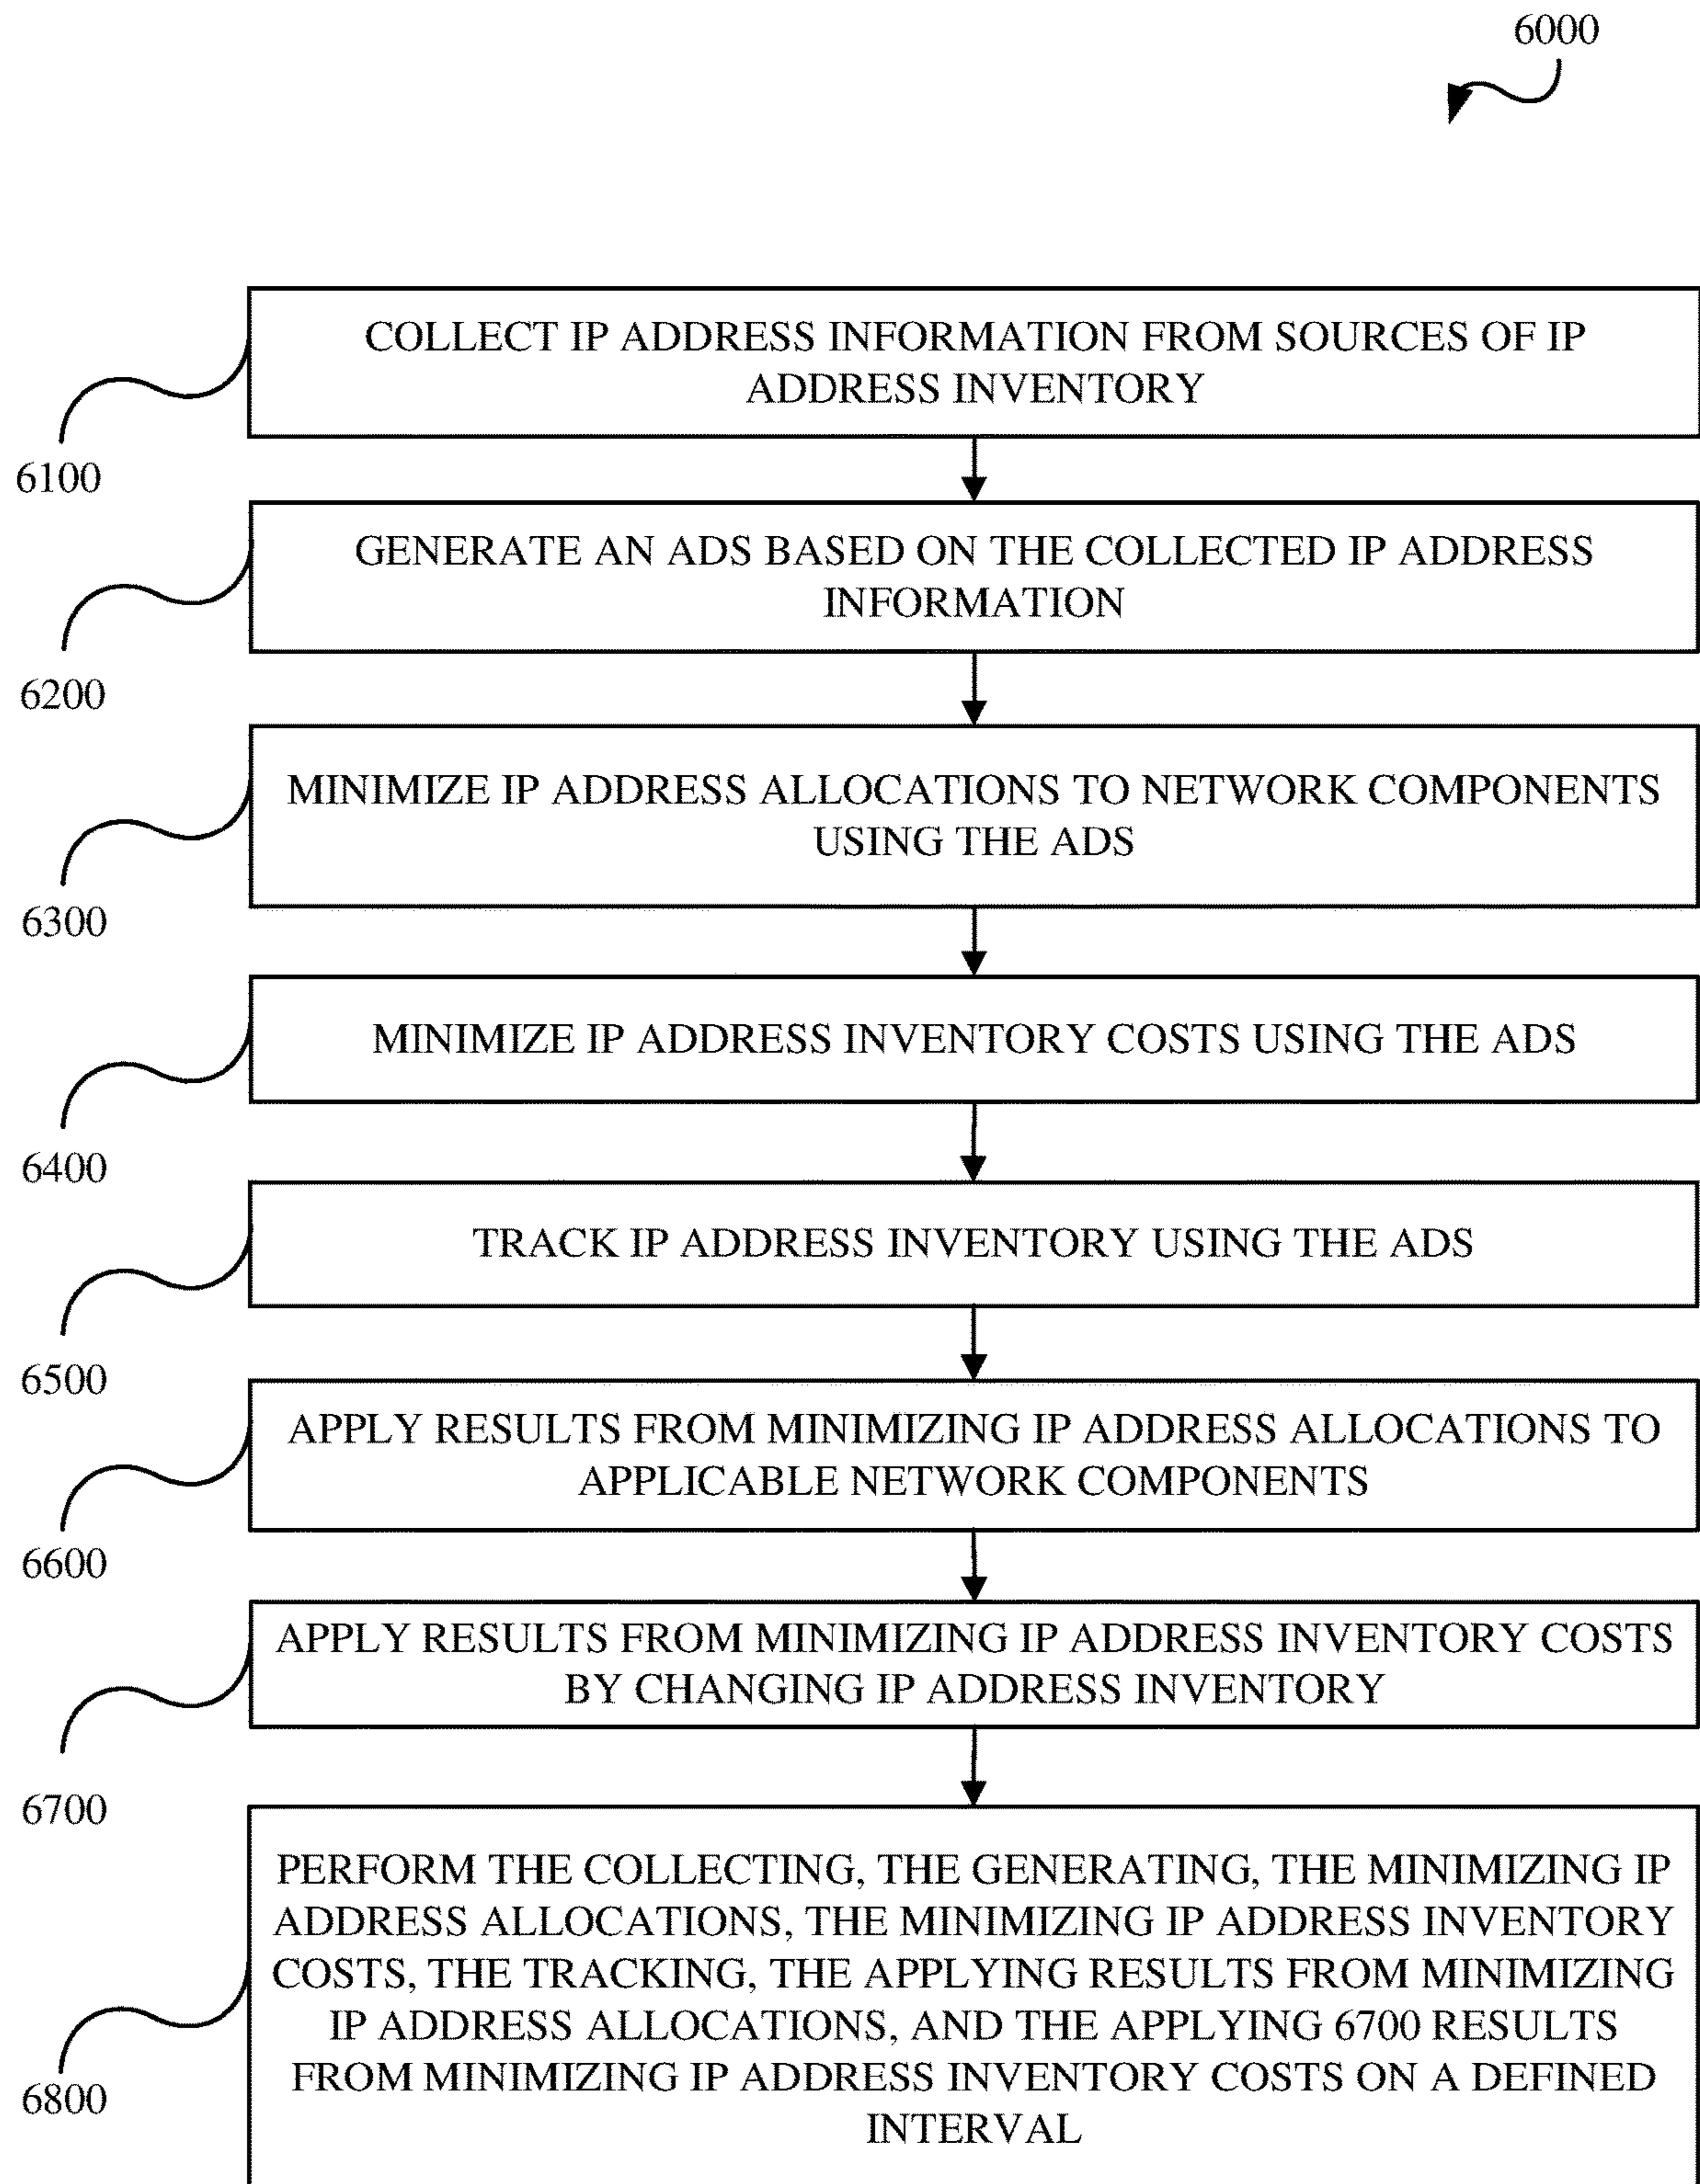 6000
COLLECT IP ADDRESS INFORMATION FROM SOURCES OF IP
ADDRESS INVENTORY
6100
GENERATE AN ADS BASED ON THE COLLECTED IP ADDRESS
INFORMATION
6200
MINIMIZE IP ADDRESS ALLOCATIONS TO NETWORK COMPONENTS
USING THE ADS
6300
MINIMIZE IP ADDRESS INVENTORY COSTS USING THE ADS
6400
TRACK IP ADDRESS INVENTORY USING THE ADS
6500
APPLY RESULTS FROM MINIMIZING IP ADDRESS ALLOCATIONS TO
APPLICABLE NETWORK COMPONENTS
6600
APPLY RESULTS FROM MINIMIZING IP ADDRESS INVENTORY COSTS
BY CHANGING IP ADDRESS INVENTORY
6700
PERFORM THE COLLECTING, THE GENERATING, THE MINIMIZING IP
ADDRESS ALLOCATIONS, THE MINIMIZING IP ADDRESS INVENTORY
COSTS, THE TRACKING, THE APPLYING RESULTS FROM MINIMIZING
IP ADDRESS ALLOCATIONS, AND THE APPLYING 6700 RESULTS
FROM MINIMIZING IP ADDRESS INVENTORY COSTS ON A DEFINED
INTERVAL
6800